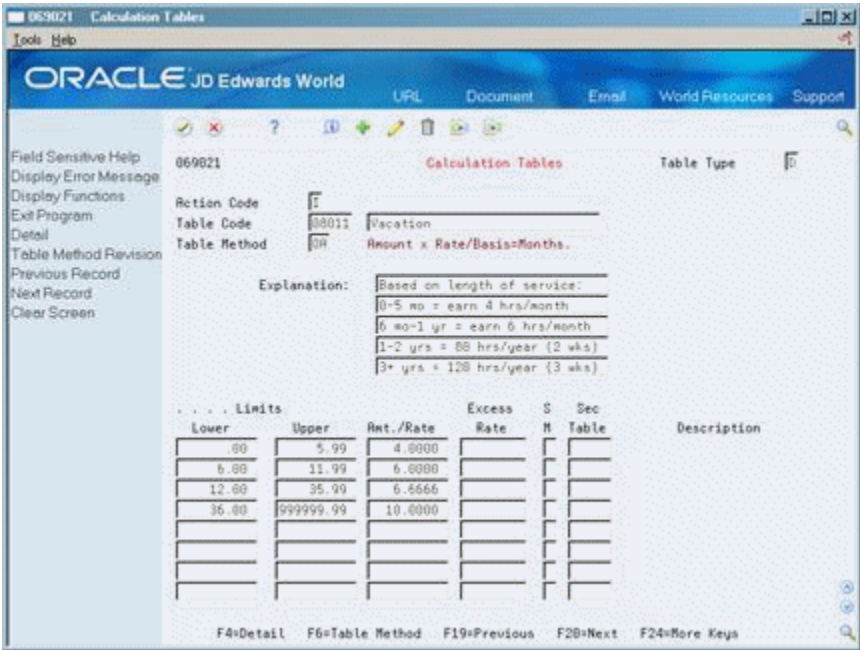 069021 Calculation Tables
Tools Help
ORACLE JD Edwards World
URL Document Email World Resources Support
Field Sensitive Help
Display Error Message
Display Functions
Exit Program
Detail
Table Method Revision
Previous Record
Next Record
Clear Screen
069021 Calculation Tables Table Type D
Action Code I
Table Code 08011 Vacation
Table Method 0A Amount x Rate/Basis=Months.
Explanation: Based on length of service:
0-5 mo = earn 4 hrs/month
6 mo-1 yr = earn 6 hrs/month
1-2 yrs = 80 hrs/year (2 wks)
3+ yrs = 120 hrs/year (3 wks)
. . . . Limits Excess S Sec
Lower Upper Amt./Rate Rate M Table Description
.00 5.99 4.0000
6.00 11.99 6.0000
12.00 35.99 6.6666
36.00 999999.99 10.0000
F4=Detail F6=Table Method F19=Previous F20=Next F24=More Keys